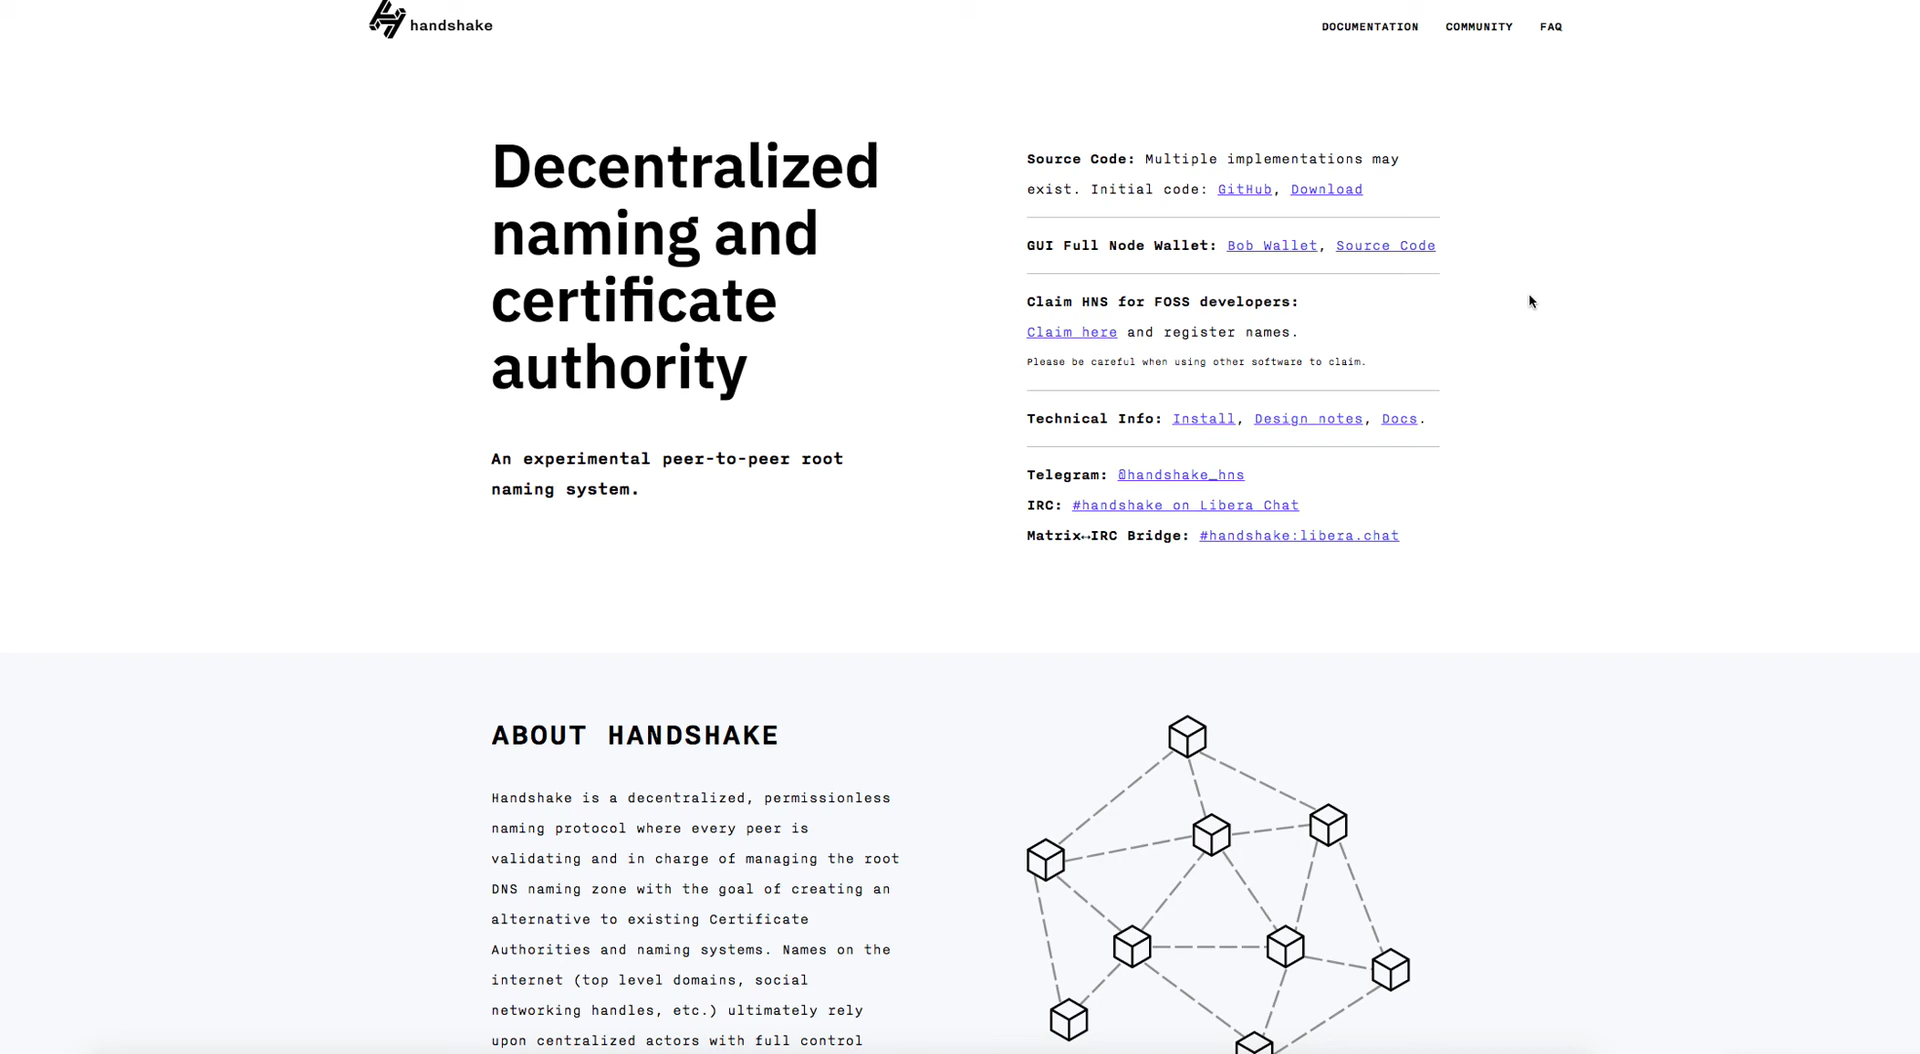 handshake
DOCUMENTATION COMMUNITY FAQ
Decentralized
naming and
certificate
authority
An experimental peer-to-peer root
naming system.
Source Code: Multiple implementations may
exist. Initial code: GitHub, Download
GUI Full Node Wallet: Bob Wallet, Source Code
Claim HNS for FOSS developers:
Claim here and register names.
Please be careful when using other software to claim.
Technical Info: Install, Design notes, Docs.
Telegram: @handshake_hns
IRC: #handshake on Libera Chat
Matrix↔IRC Bridge: #handshake:libera.chat
ABOUT HANDSHAKE
Handshake is a decentralized, permissionless
naming protocol where every peer is
validating and in charge of managing the root
DNS naming zone with the goal of creating an
alternative to existing Certificate
Authorities and naming systems. Names on the
internet (top level domains, social
networking handles, etc.) ultimately rely
upon centralized actors with full control